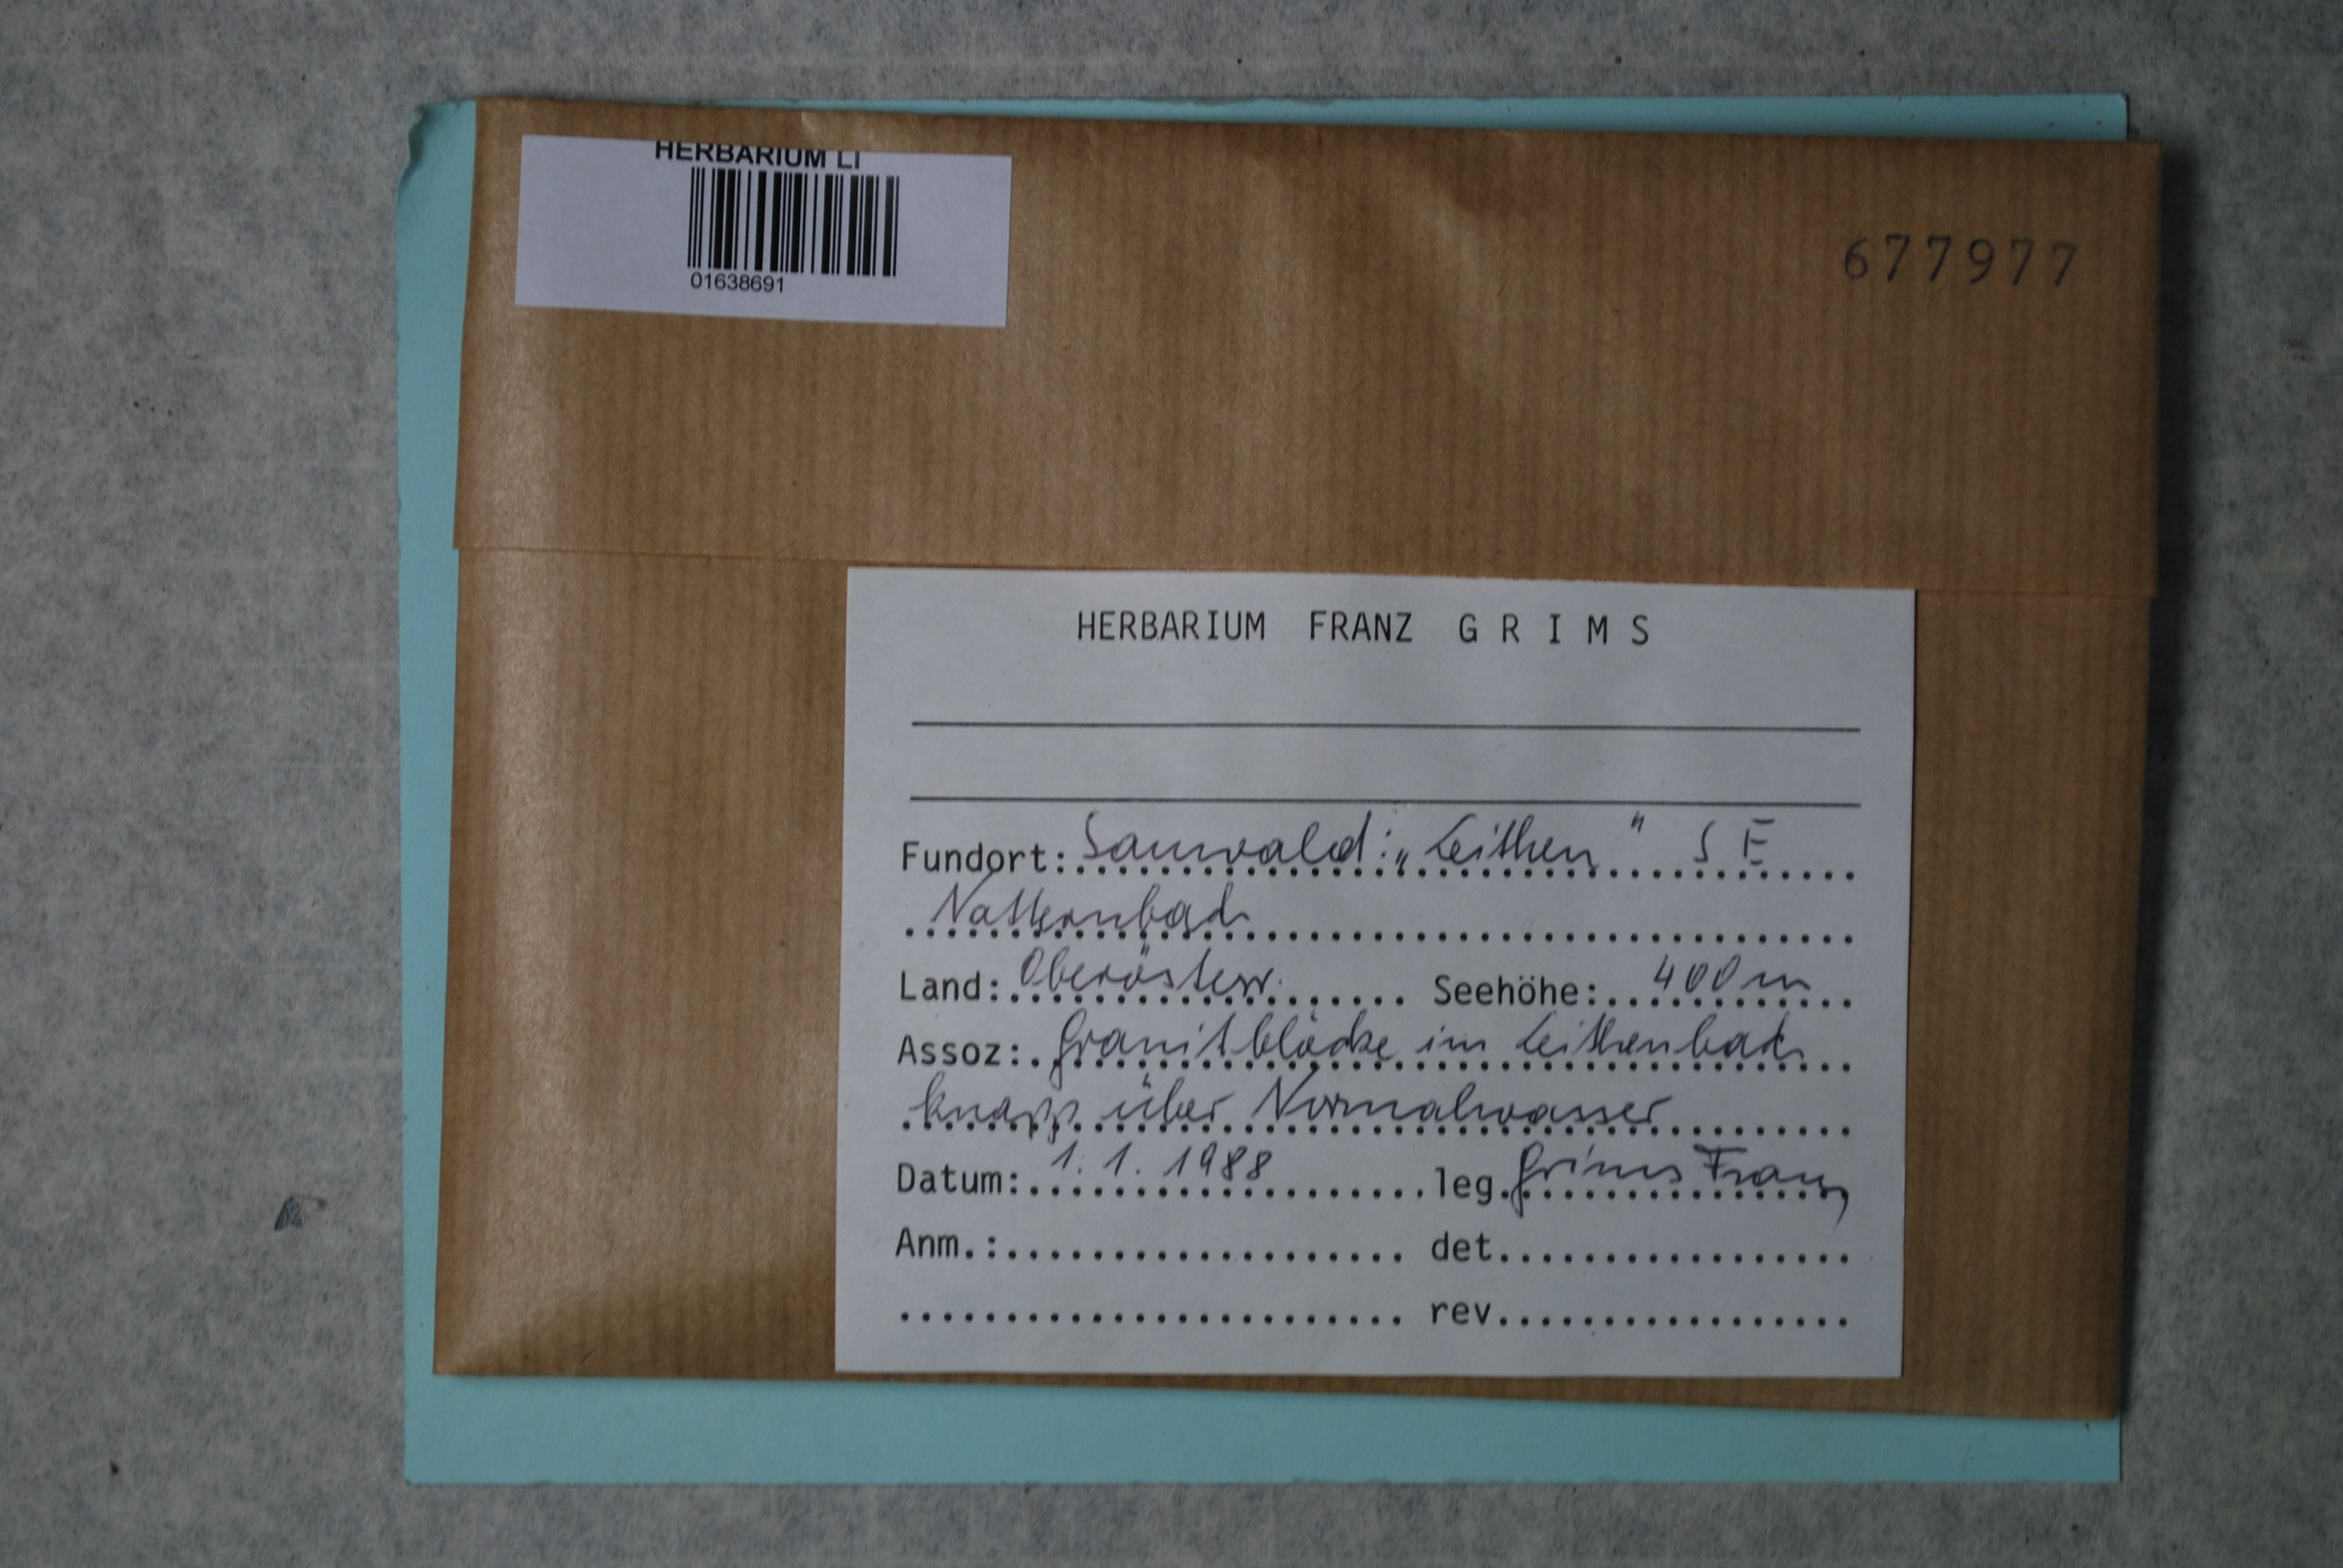 HERBARIUM LI
01638691
677977
HERBARIUM FRANZ GRIMS
Fundort: Sauwald: „Leithen" SE
Natternbach
Land: Oberösterr. Seehöhe: 400 m
Assoz: Granitblöcke im Leithenbach
knapp über Normalwasser
Datum: 1. 1. 1988 leg. Grims Franz
Anm.: det.
rev.